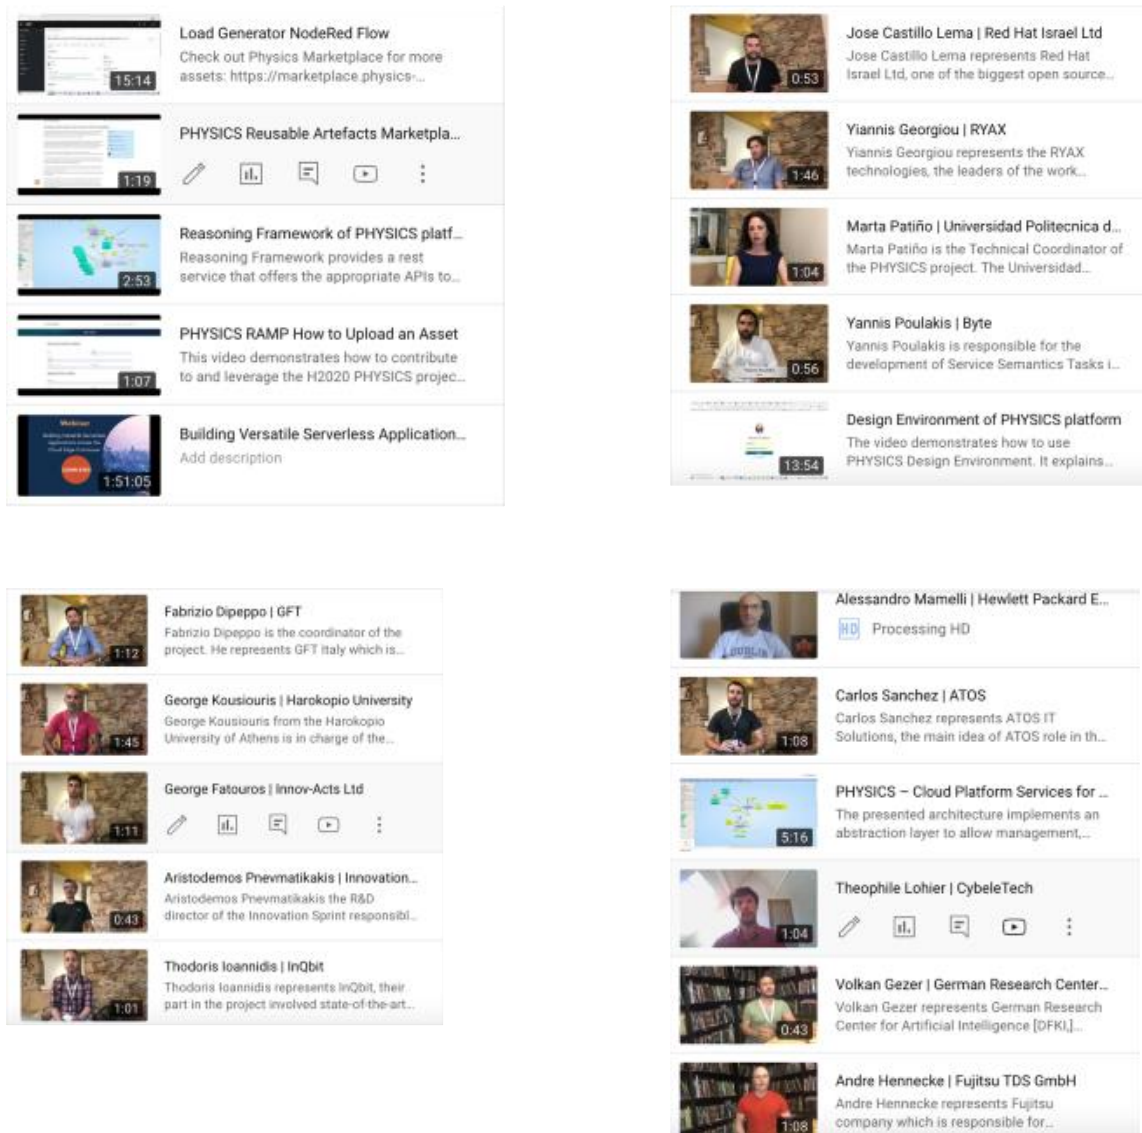 Load Generator NodeRed Flow
Check out Physics Marketplace for more
assets: https://marketplace.physics-...
15:14
PHYSICS Reusable Artefacts Marketpla...
1:19
Reasoning Framework of PHYSICS platf...
Reasoning Framework provides a rest
service that offers the appropriate APIs to...
2:53
PHYSICS RAMP How to Upload an Asset
This video demonstrates how to contribute
to and leverage the H2020 PHYSICS projec...
1:07
Webinar
Building Versatile Serverless Application...
Add description
1:51:05
Jose Castillo Lema | Red Hat Israel Ltd
Jose Castillo Lema represents Red Hat
Israel Ltd, one of the biggest open source...
0:53
Yiannis Georgiou | RYAX
Yiannis Georgiou represents the RYAX
technologies, the leaders of the work...
1:46
Marta Patiño | Universidad Politecnica d...
Marta Patiño is the Technical Coordinator of
the PHYSICS project. The Universidad...
1:04
Yannis Poulakis | Byte
Yannis Poulakis is responsible for the
development of Service Semantics Tasks i...
0:56
Design Environment of PHYSICS platform
The video demonstrates how to use
PHYSICS Design Environment. It explains...
13:54
Fabrizio Dipeppo | GFT
Fabrizio Dipeppo is the coordinator of the
project. He represents GFT Italy which is...
1:12
George Kousiouris | Harokopio University
George Kousiouris from the Harokopio
University of Athens is in charge of the...
1:45
George Fatouros | Innov-Acts Ltd
1:11
Aristodemos Pnevmatikakis | Innovation...
Aristodemos Pnevmatikakis the R&D
director of the Innovation Sprint responsibl...
0:43
Thodoris Ioannidis | InQbit
Thodoris Ioannidis represents InQbit, their
part in the project involved state-of-the-art...
1:01
Alessandro Mamelli | Hewlett Packard E...
HD Processing HD
DUBLIN
Carlos Sanchez | ATOS
Carlos Sanchez represents ATOS IT
Solutions, the main idea of ATOS role in th...
1:08
PHYSICS – Cloud Platform Services for ...
The presented architecture implements an
abstraction layer to allow management,...
5:16
Theophile Lohier | CybeleTech
1:04
Volkan Gezer | German Research Center...
Volkan Gezer represents German Research
Center for Artificial Intelligence [DFKI,]...
0:43
Andre Hennecke | Fujitsu TDS GmbH
Andre Hennecke represents Fujitsu
company which is responsible for...
1:08